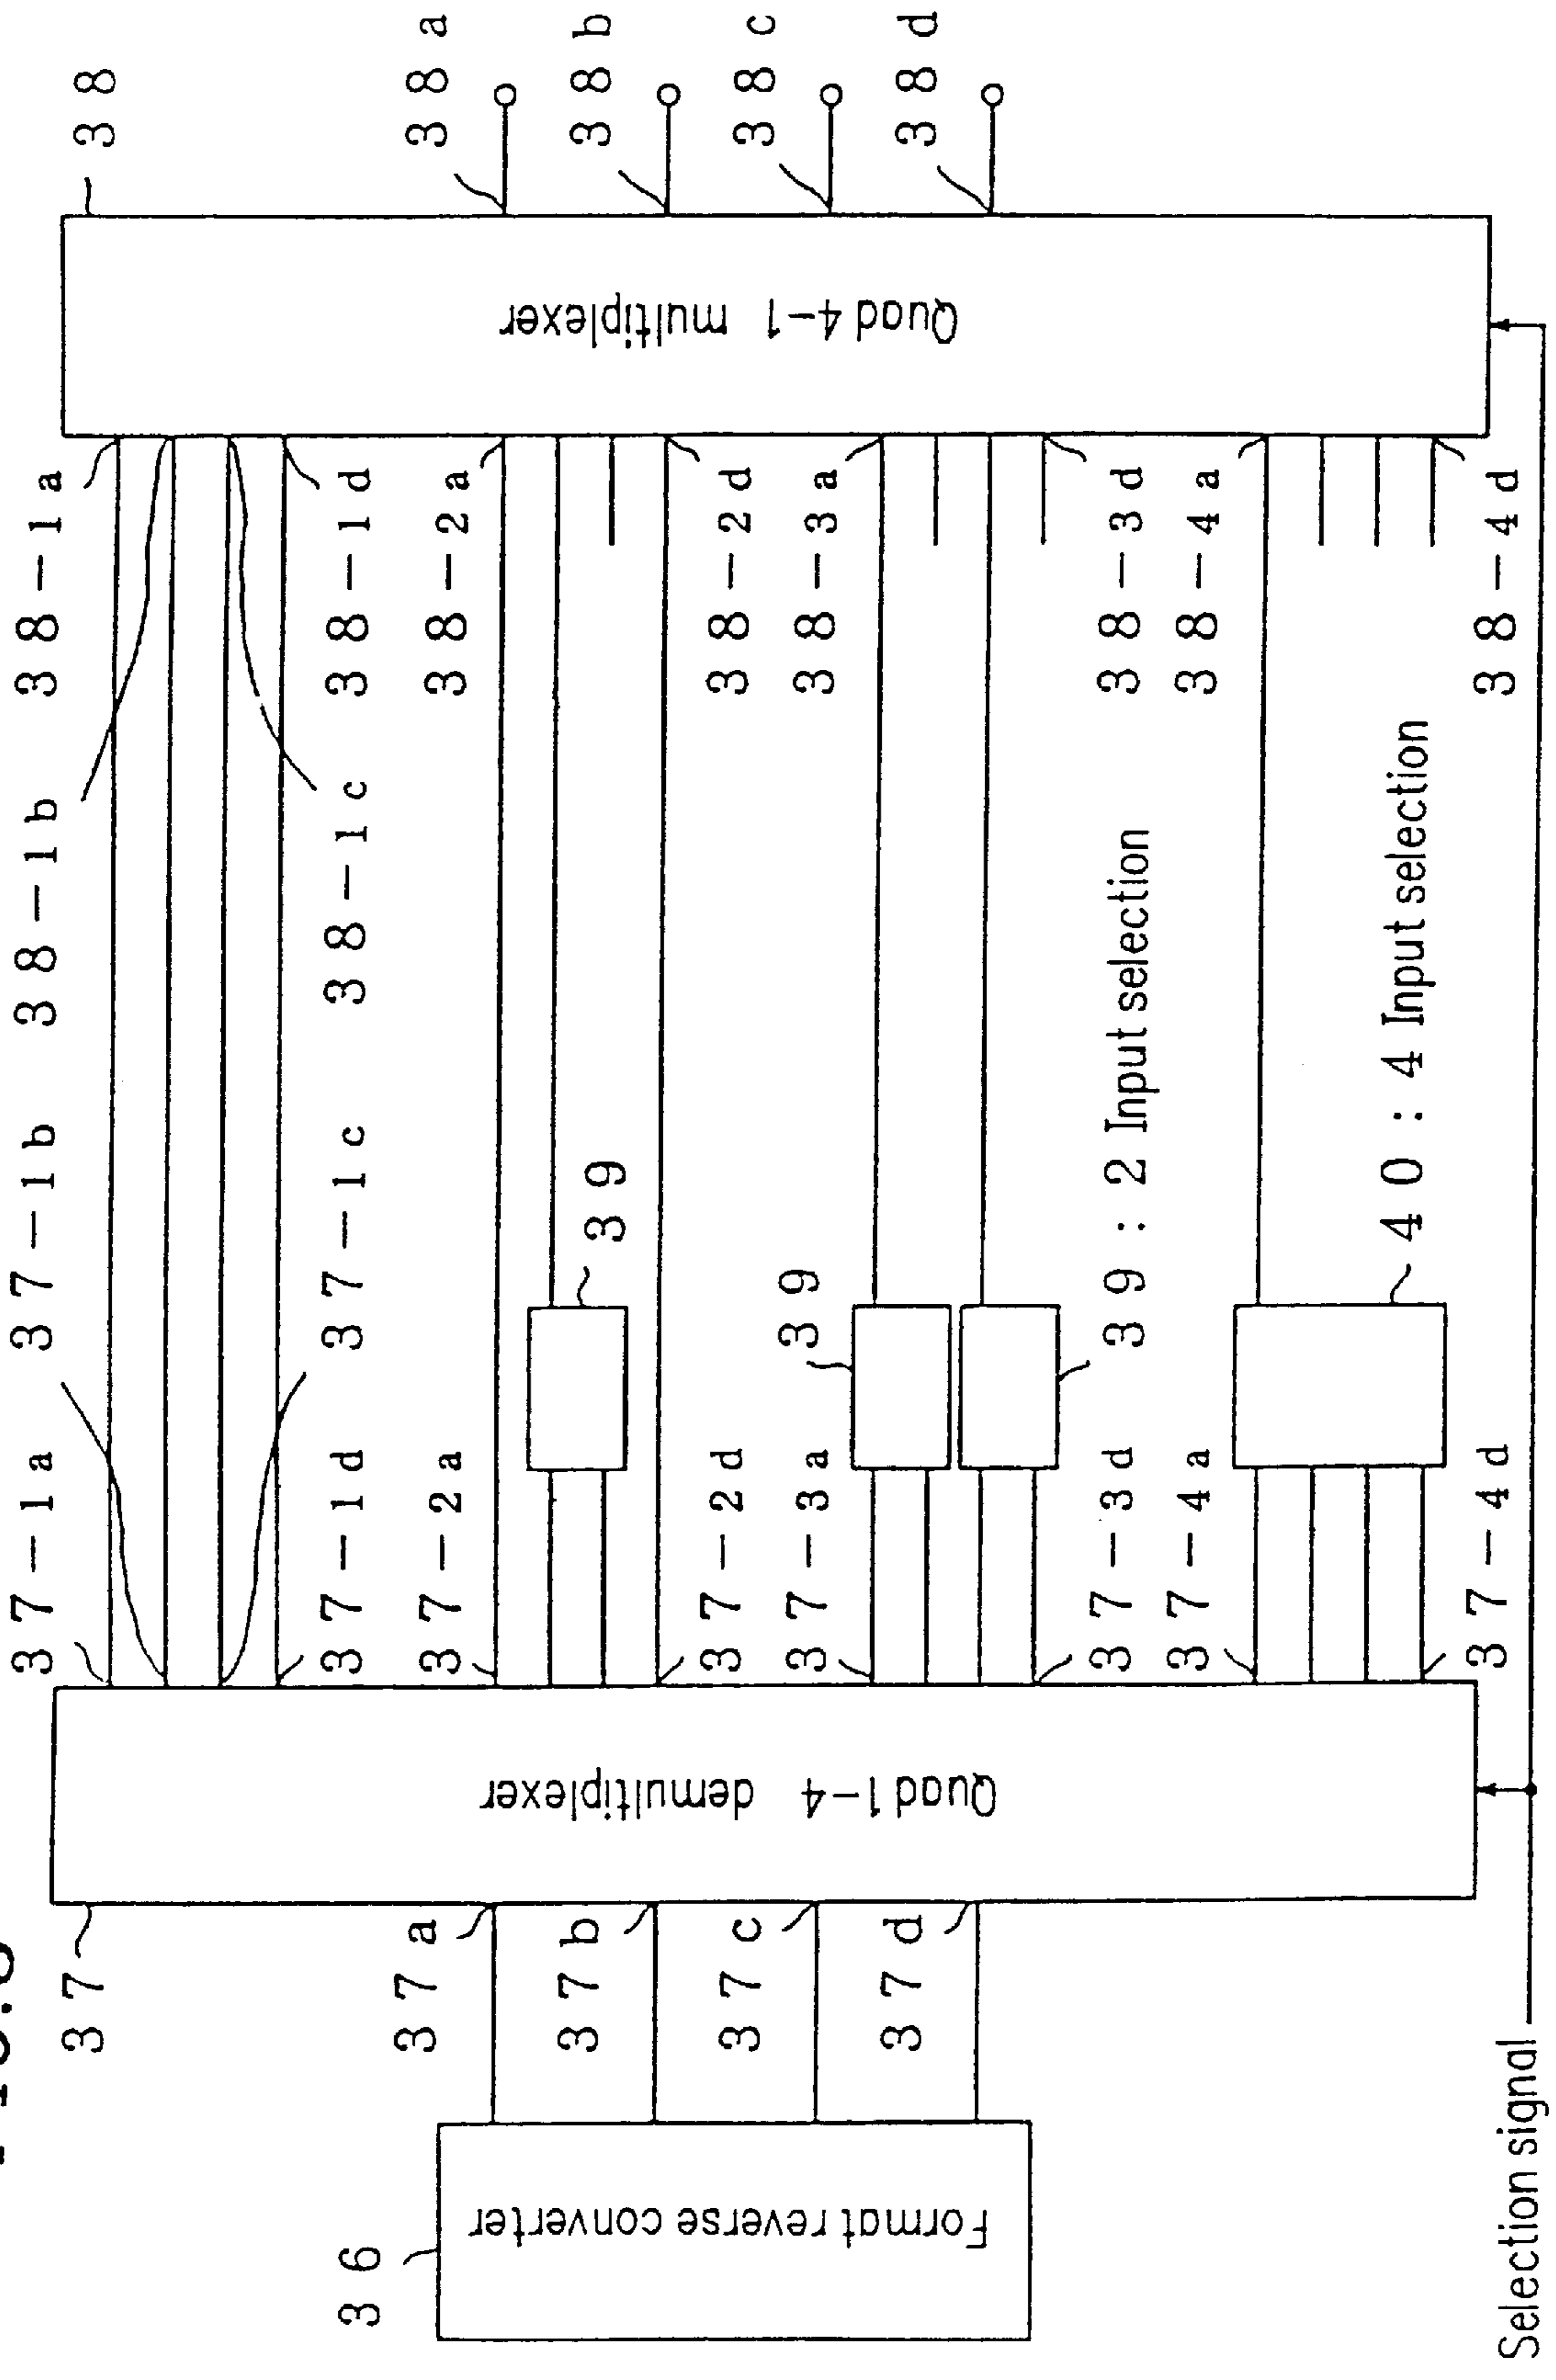 38
38a
38b
38c
38d
Quad 4-1 multiplexer
38-1a
38-1b
38-1c
38-1d
38-2a
38-2d
38-3a
38-3d
38-4a
38-4d
39
39
39 : 2 Input selection
40 : 4 Input selection
37-1a
37-1b
37-1c
37-1d
37-2a
37-2d
37-3a
37-3d
37-4a
37-4d
Quad 1-4 demultiplexer
37
37a
37b
37c
37d
36
Format reverse converter
Selection signal